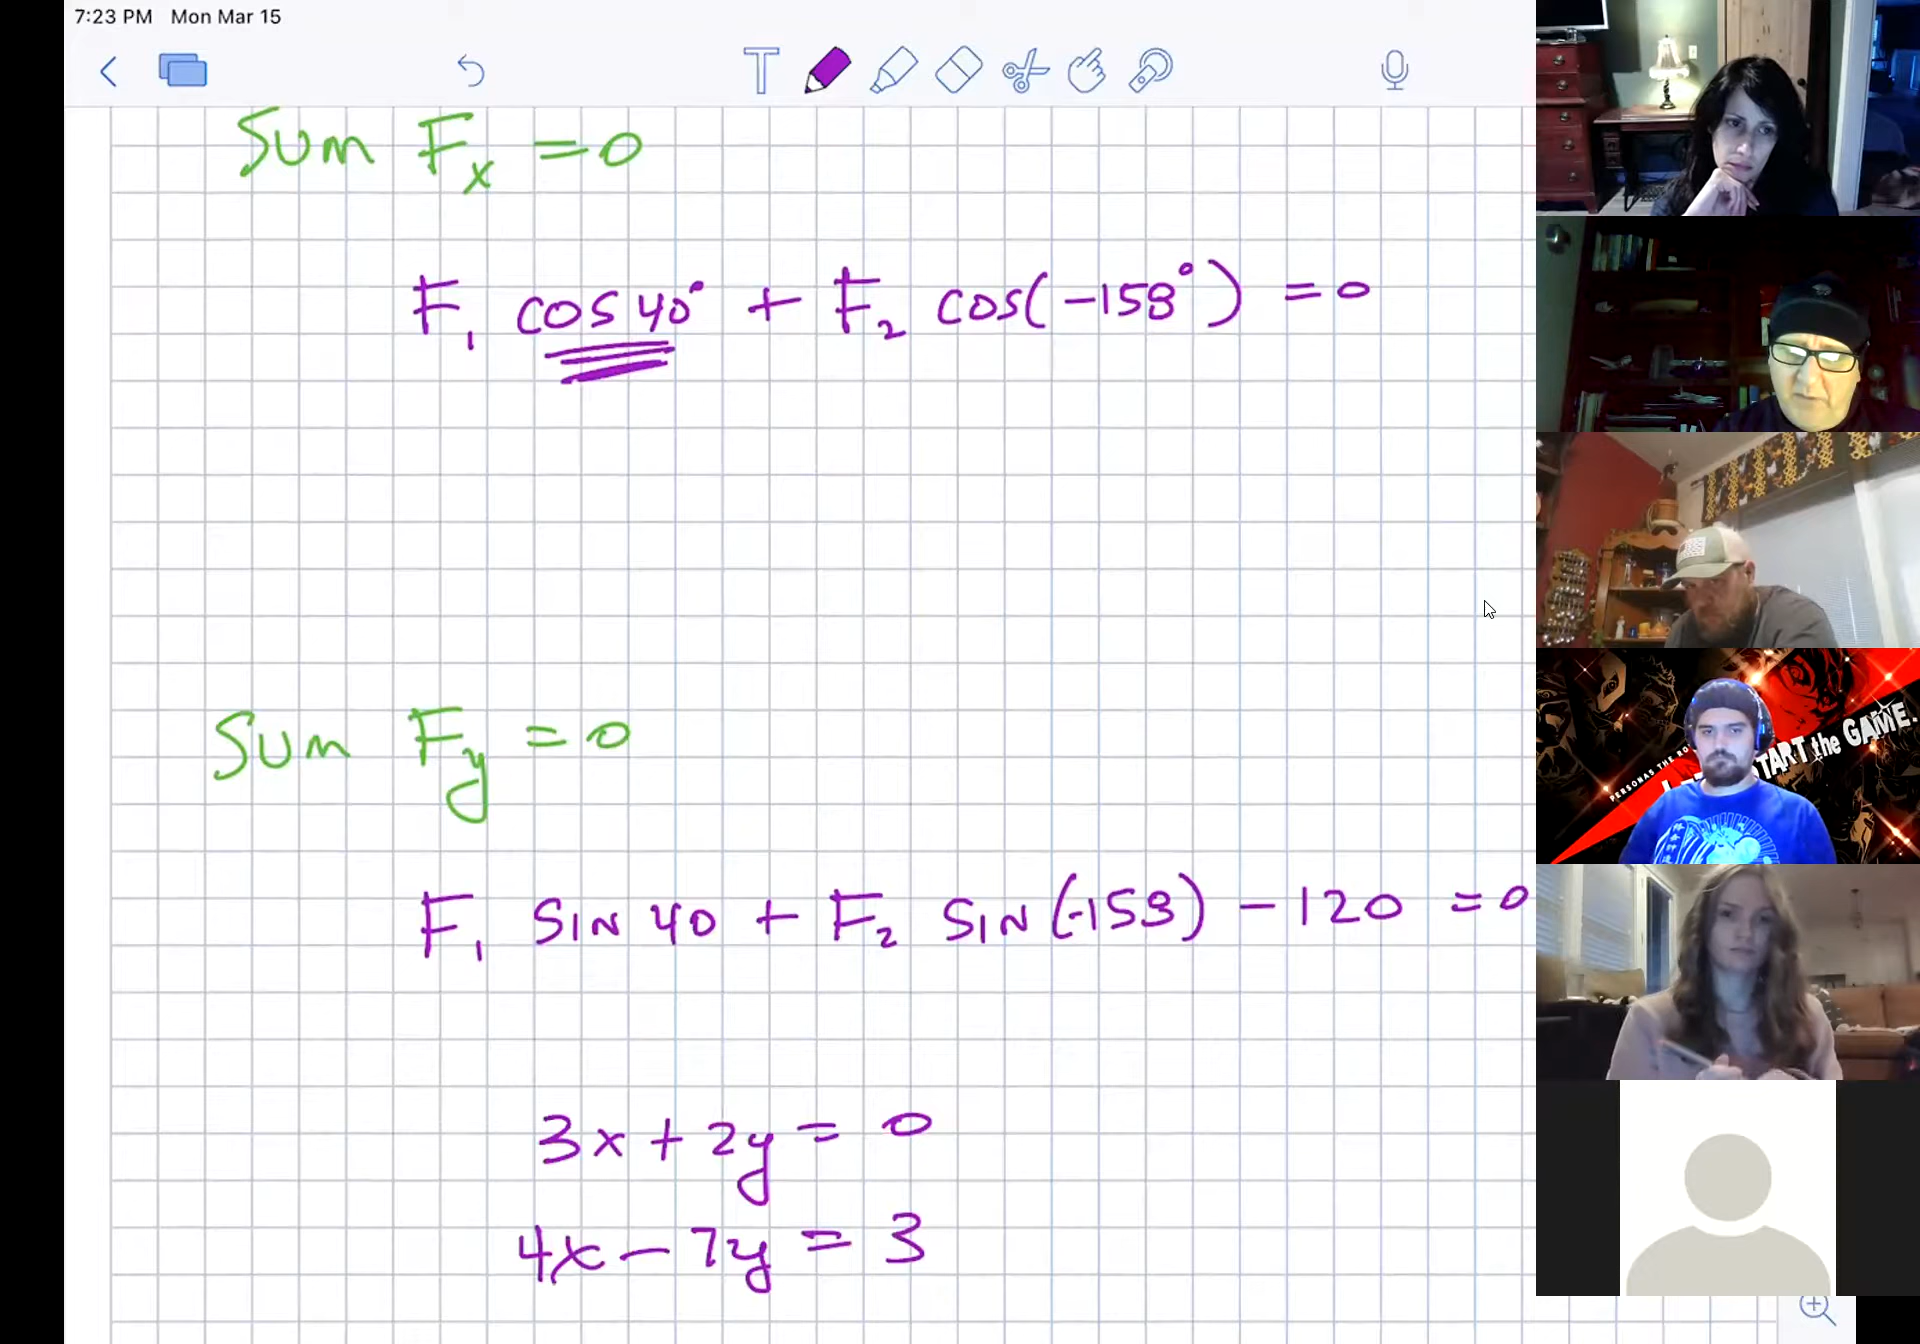 7:23 PM Mon Mar 15
Sum Fx = 0
F1 cos 40° + F2 cos(-158°) = 0
Sum Fy = 0
F1 sin 40 + F2 sin(-158) - 120 = 0
3x + 2y = 0
4x - 7y = 3
START the GAME.